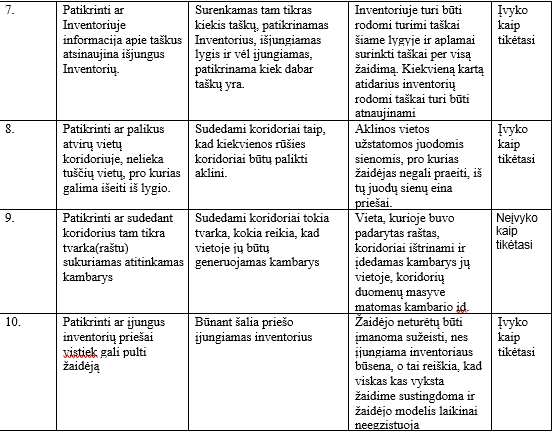 7.
Patikrinti ar
Inventoriuje
informacija apie taškus
atsinaujina išjungus
Inventorių.
Surenkamas tam tikras
kiekis taškų, patikrinamas
Inventorius, išjungiamas
lygis ir vėl įjungiamas,
patikrinama kiek dabar
taškų yra.
Inventoriuje turi būti
rodomi turimi taškai
šiame lygyje ir aplamai
surinkti taškai per visą
žaidimą. Kiekvieną kartą
atidarius inventorių
rodomi taškai turi būti
atnaujinami
Įvyko
kaip
tikėtasi
8.
Patikrinti ar palikus
atvirų vietų
koridoriuje, nelieka
tuščių vietų, pro kurias
galima išeiti iš lygio.
Sudedami koridoriai taip,
kad kiekvienos rūšies
koridoriai būtų palikti
aklini.
Aklinos vietos
užstatomos juodomis
sienomis, pro kurias
žaidėjas negali praeiti, iš
tų juodų sienų eina
priešai.
Įvyko
kaip
tikėtasi
9.
Patikrinti ar sudedant
koridorius tam tikra
tvarka(raštu)
sukuriamas atitinkamas
kambarys
Sudedami koridoriai tokia
tvarka, kokia reikia, kad
vietoje jų būtų
generuojamas kambarys
Vieta, kurioje buvo
padarytas raštas,
koridoriai ištrinami ir
įdedamas kambarys jų
vietoje, koridorių
duomenų masyve
matomas kambario id.
Neįvyko
kaip
tikėtasi
10.
Patikrinti ar įjungus
inventorių priešai
vistiek gali pulti
žaidėją
Būnant šalia priešo
įjungiamas inventorius
Žaidėjo neturėtų būti
įmanoma sužeisti, nes
įjungiama inventoriaus
būsena, o tai reiškia, kad
viskas kas vyksta
žaidime sustingdoma ir
žaidėjo modelis laikinai
neegzistuoja
Įvyko
kaip
tikėtasi